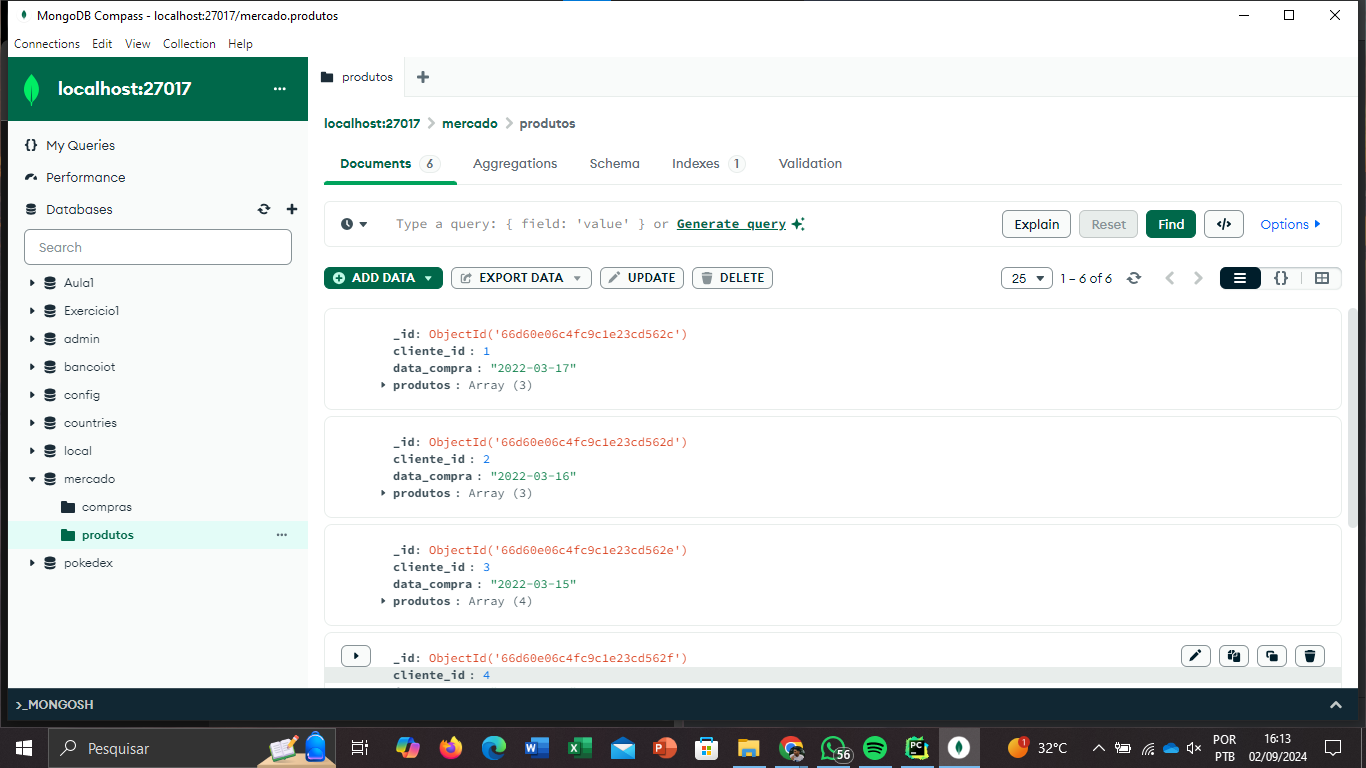 MongoDB Compass - localhost:27017/mercado.produtos
Connections Edit View Collection Help
localhost:27017
My Queries
Performance
Databases
Search
Aula1
Exercicio1
admin
bancoiot
config
countries
local
mercado
compras
produtos
pokedex
produtos
localhost:27017 mercado produtos
Documents 6 Aggregations Schema Indexes 1 Validation
Type a query: { field: 'value' } or Generate query
Explain Reset Find </> Options
ADD DATA EXPORT DATA UPDATE DELETE
25 1 – 6 of 6 {}
_id: ObjectId('66d60e06c4fc9c1e23cd562c')
cliente_id : 1
data_compra : "2022-03-17"
produtos : Array (3)
_id: ObjectId('66d60e06c4fc9c1e23cd562d')
cliente_id : 2
data_compra : "2022-03-16"
produtos : Array (3)
_id: ObjectId('66d60e06c4fc9c1e23cd562e')
cliente_id : 3
data_compra : "2022-03-15"
produtos : Array (4)
_id: ObjectId('66d60e06c4fc9c1e23cd562f')
cliente_id : 4
>_MONGOSH
Pesquisar
56
1
32°C
POR
PTB
16:13
02/09/2024